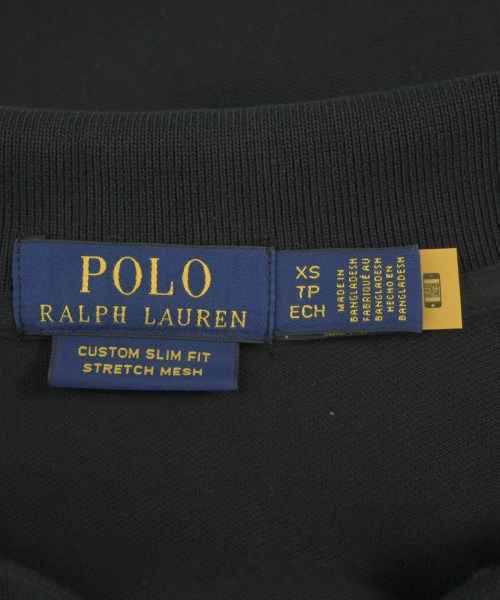 POLO
RALPH LAUREN
CUSTOM SLIM FIT
STRETCH MESH
XS
TP
ECH
MADE IN
BANGLADESH
FABRIQUÉ AU
BANGLADESH
HECHO EN
BANGLADESH